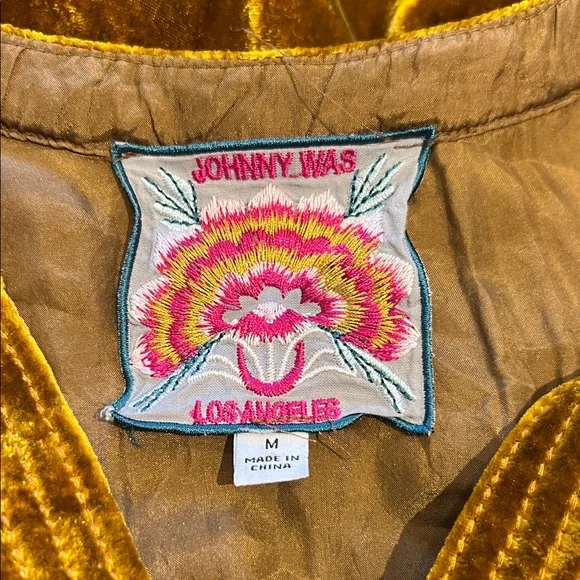 JOHNNY WAS
LOS ANGELES
M
MADE IN
CHINA